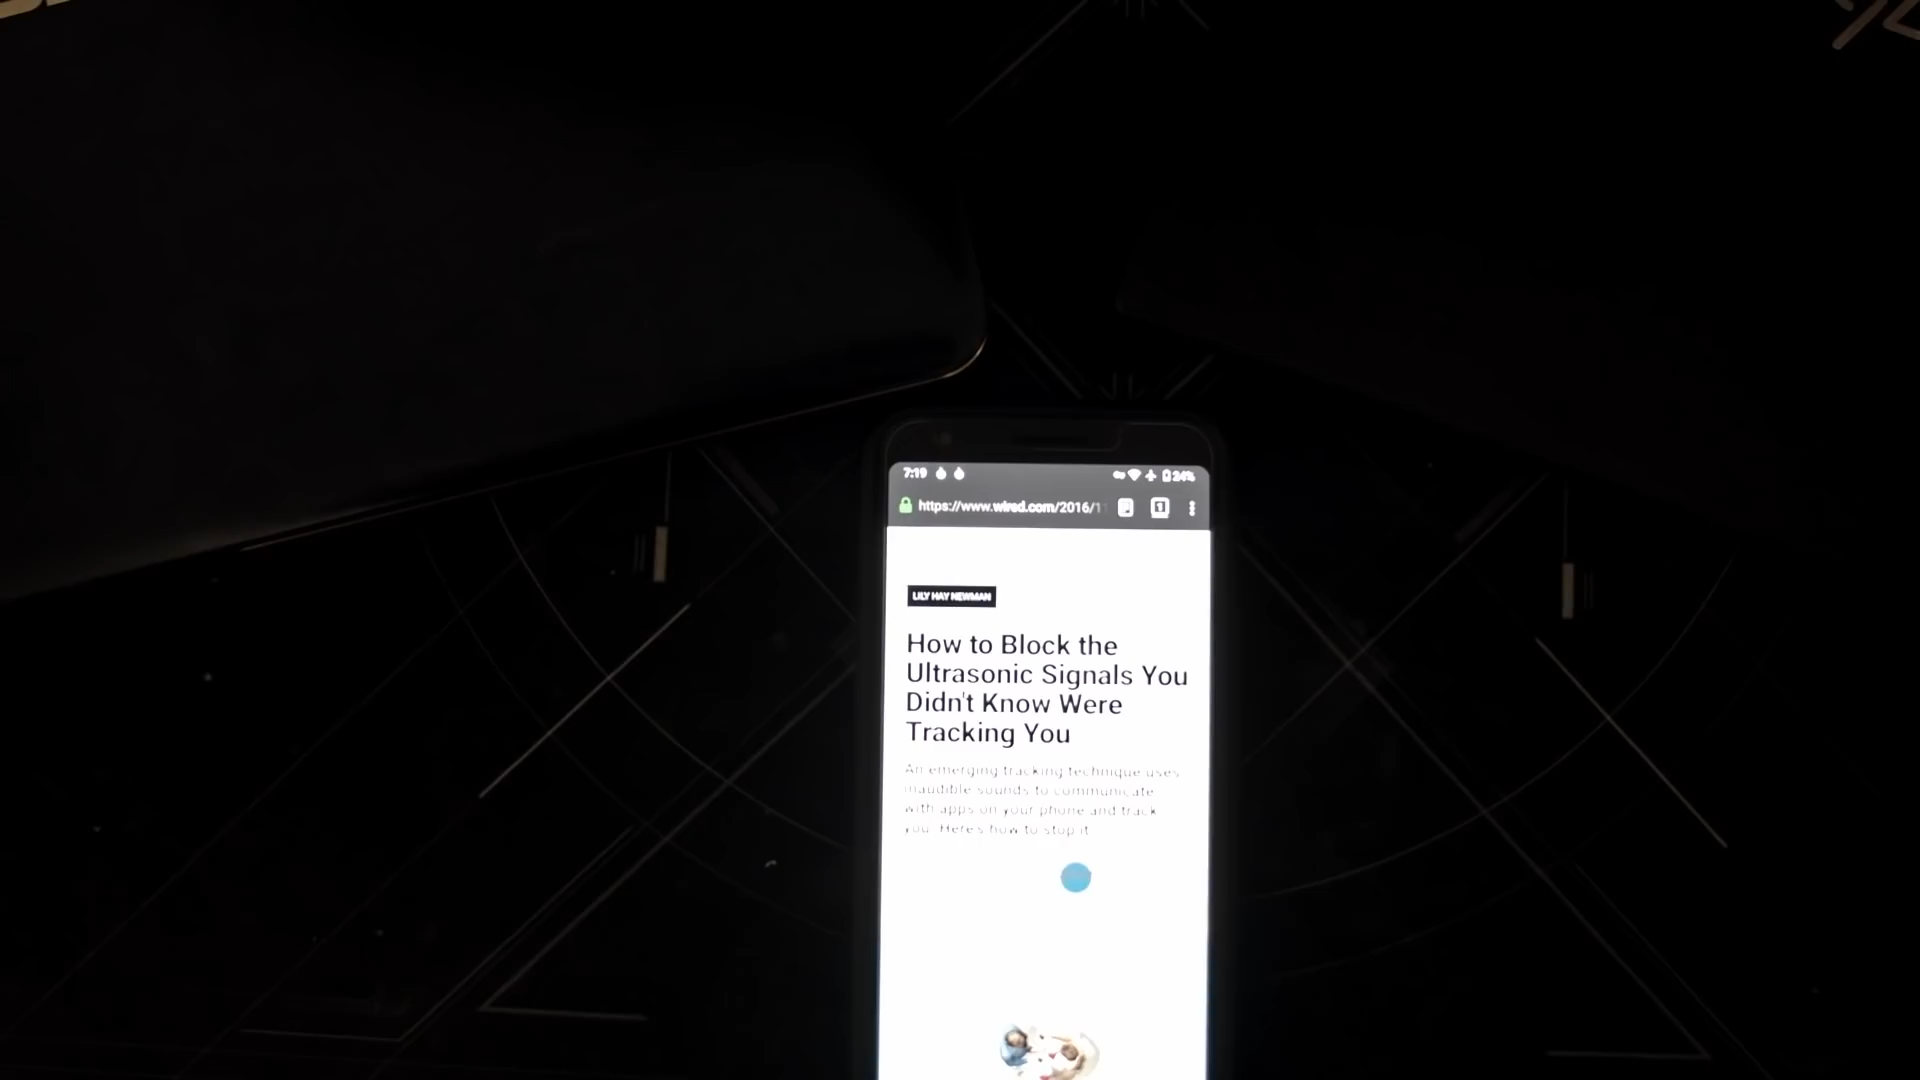 7:19 24%
https://www.wired.com/2016/1
1
LILY HAY NEWMAN
How to Block the
Ultrasonic Signals You
Didn't Know Were
Tracking You
An emerging tracking technique uses
inaudible sounds to communicate
with apps on your phone and track
you. Here's how to stop it